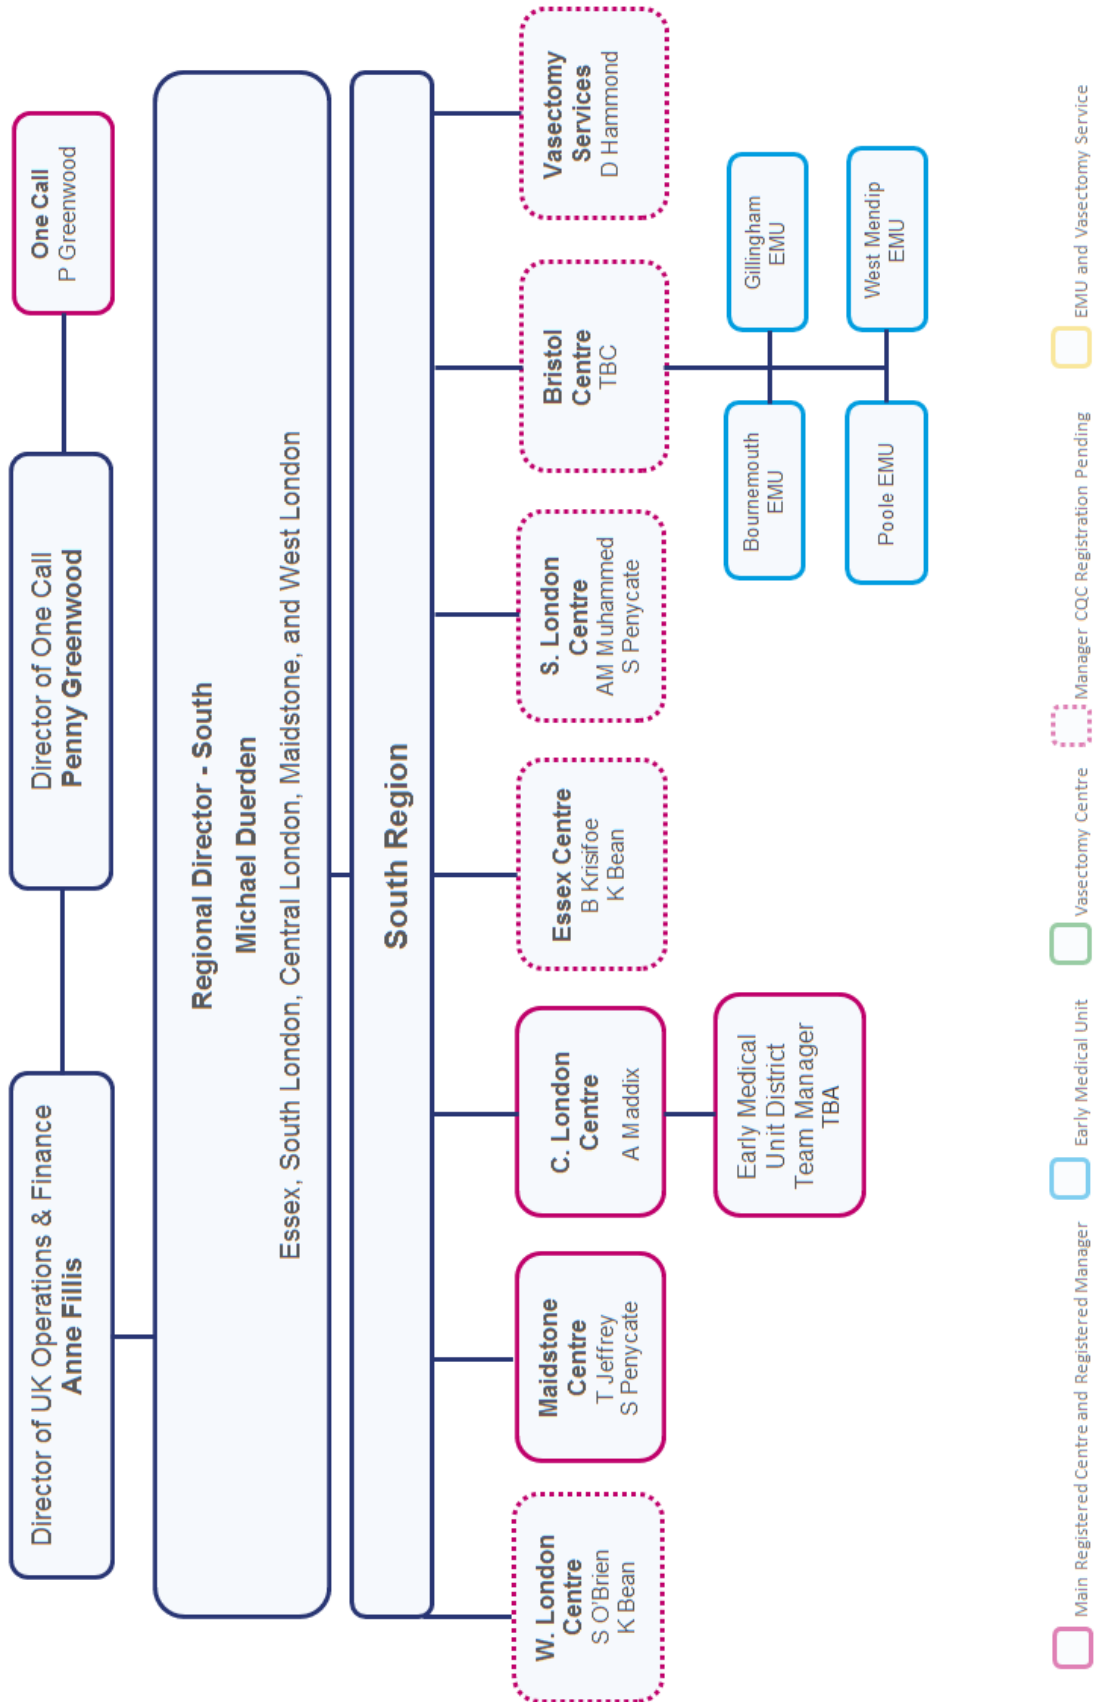 Director of UK Operations & Finance
Anne Fillis
Director of One Call
Penny Greenwood
One Call
P Greenwood
Regional Director - South
Michael Duerden
Essex, South London, Central London, Maidstone, and West London
South Region
W. London
Centre
S O'Brien
K Bean
Maidstone
Centre
T Jeffrey
S Penycate
C. London
Centre
A Maddix
Essex Centre
B Krisifoe
K Bean
S. London
Centre
AM Muhammed
S Penycate
Bristol
Centre
TBC
Vasectomy
Services
D Hammond
Early Medical
Unit District
Team Manager
TBA
Bournemouth
EMU
Gillingham
EMU
Poole EMU
West Mendip
EMU
Main Registered Centre and Registered Manager
Early Medical Unit
Vasectomy Centre
Manager CQC Registration Pending
EMU and Vasectomy Service